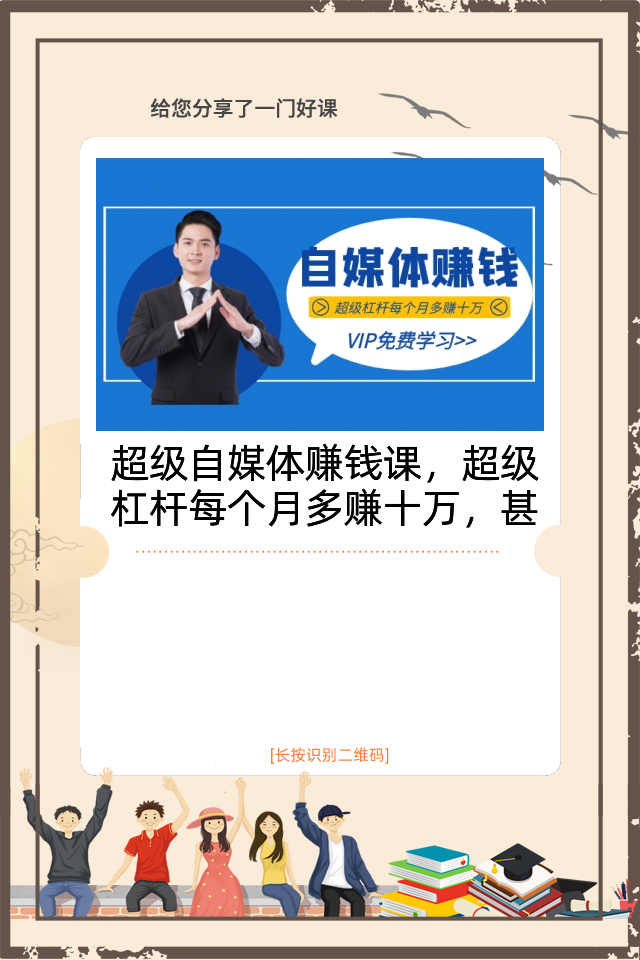 给您分享了一门好课
自媒体赚钱
超级杠杆每个月多赚十万
VIP免费学习>>
超级自媒体赚钱课，超级
杠杆每个月多赚十万，甚
[长按识别二维码]